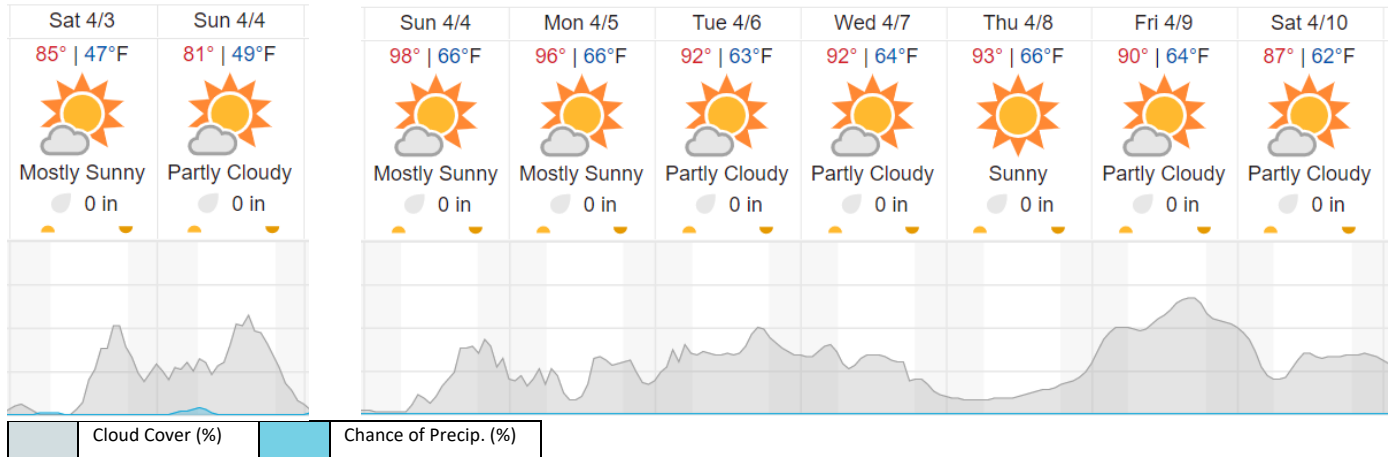 Sat 4/3 Sun 4/4 Sun 4/4 Mon 4/5 Tue 4/6 Wed 4/7 Thu 4/8 Fri 4/9 Sat 4/10
85° | 47°F 81° | 49°F 98° | 66°F 96° | 66°F 92° | 63°F 92° | 64°F 93° | 66°F 90° | 64°F 87° | 62°F
Mostly Sunny Partly Cloudy Mostly Sunny Mostly Sunny Partly Cloudy Partly Cloudy Sunny Partly Cloudy Partly Cloudy
0 in 0 in 0 in 0 in 0 in 0 in 0 in 0 in 0 in
Cloud Cover (%) Chance of Precip. (%)